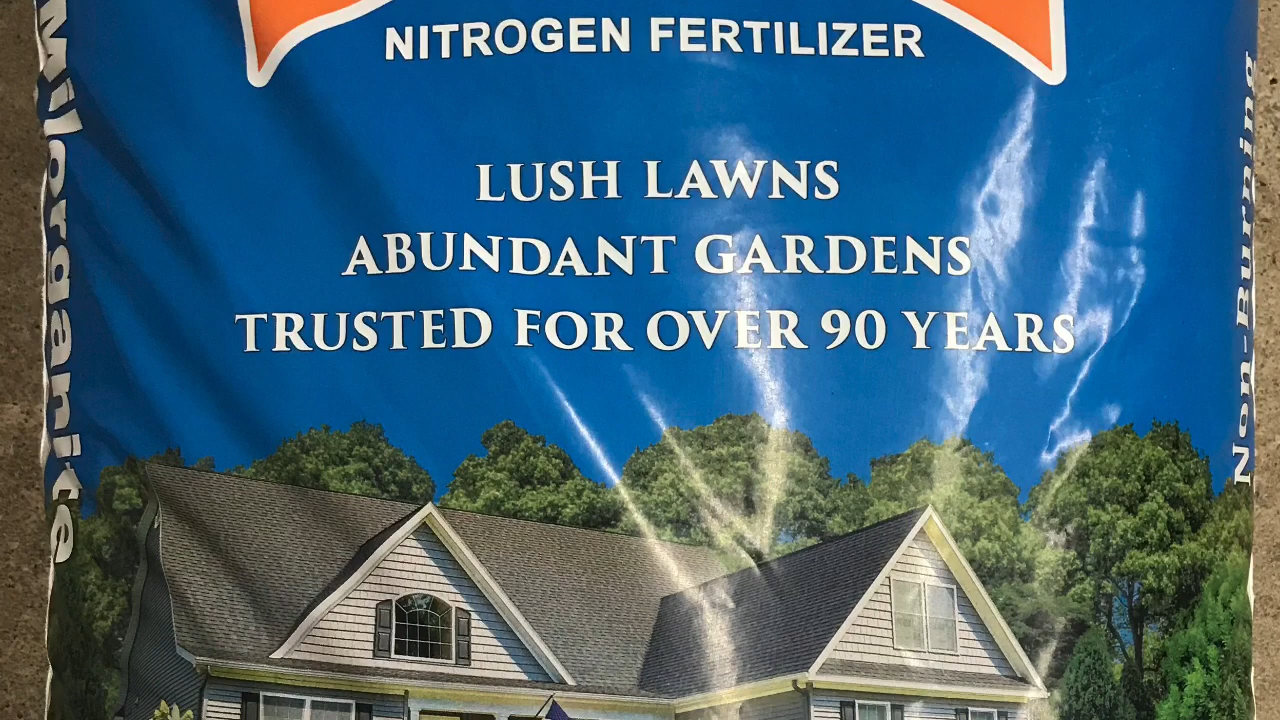 NITROGEN FERTILIZER
LUSH LAWNS
ABUNDANT GARDENS
TRUSTED FOR OVER 90 YEARS
Milorganite
Non-Burning